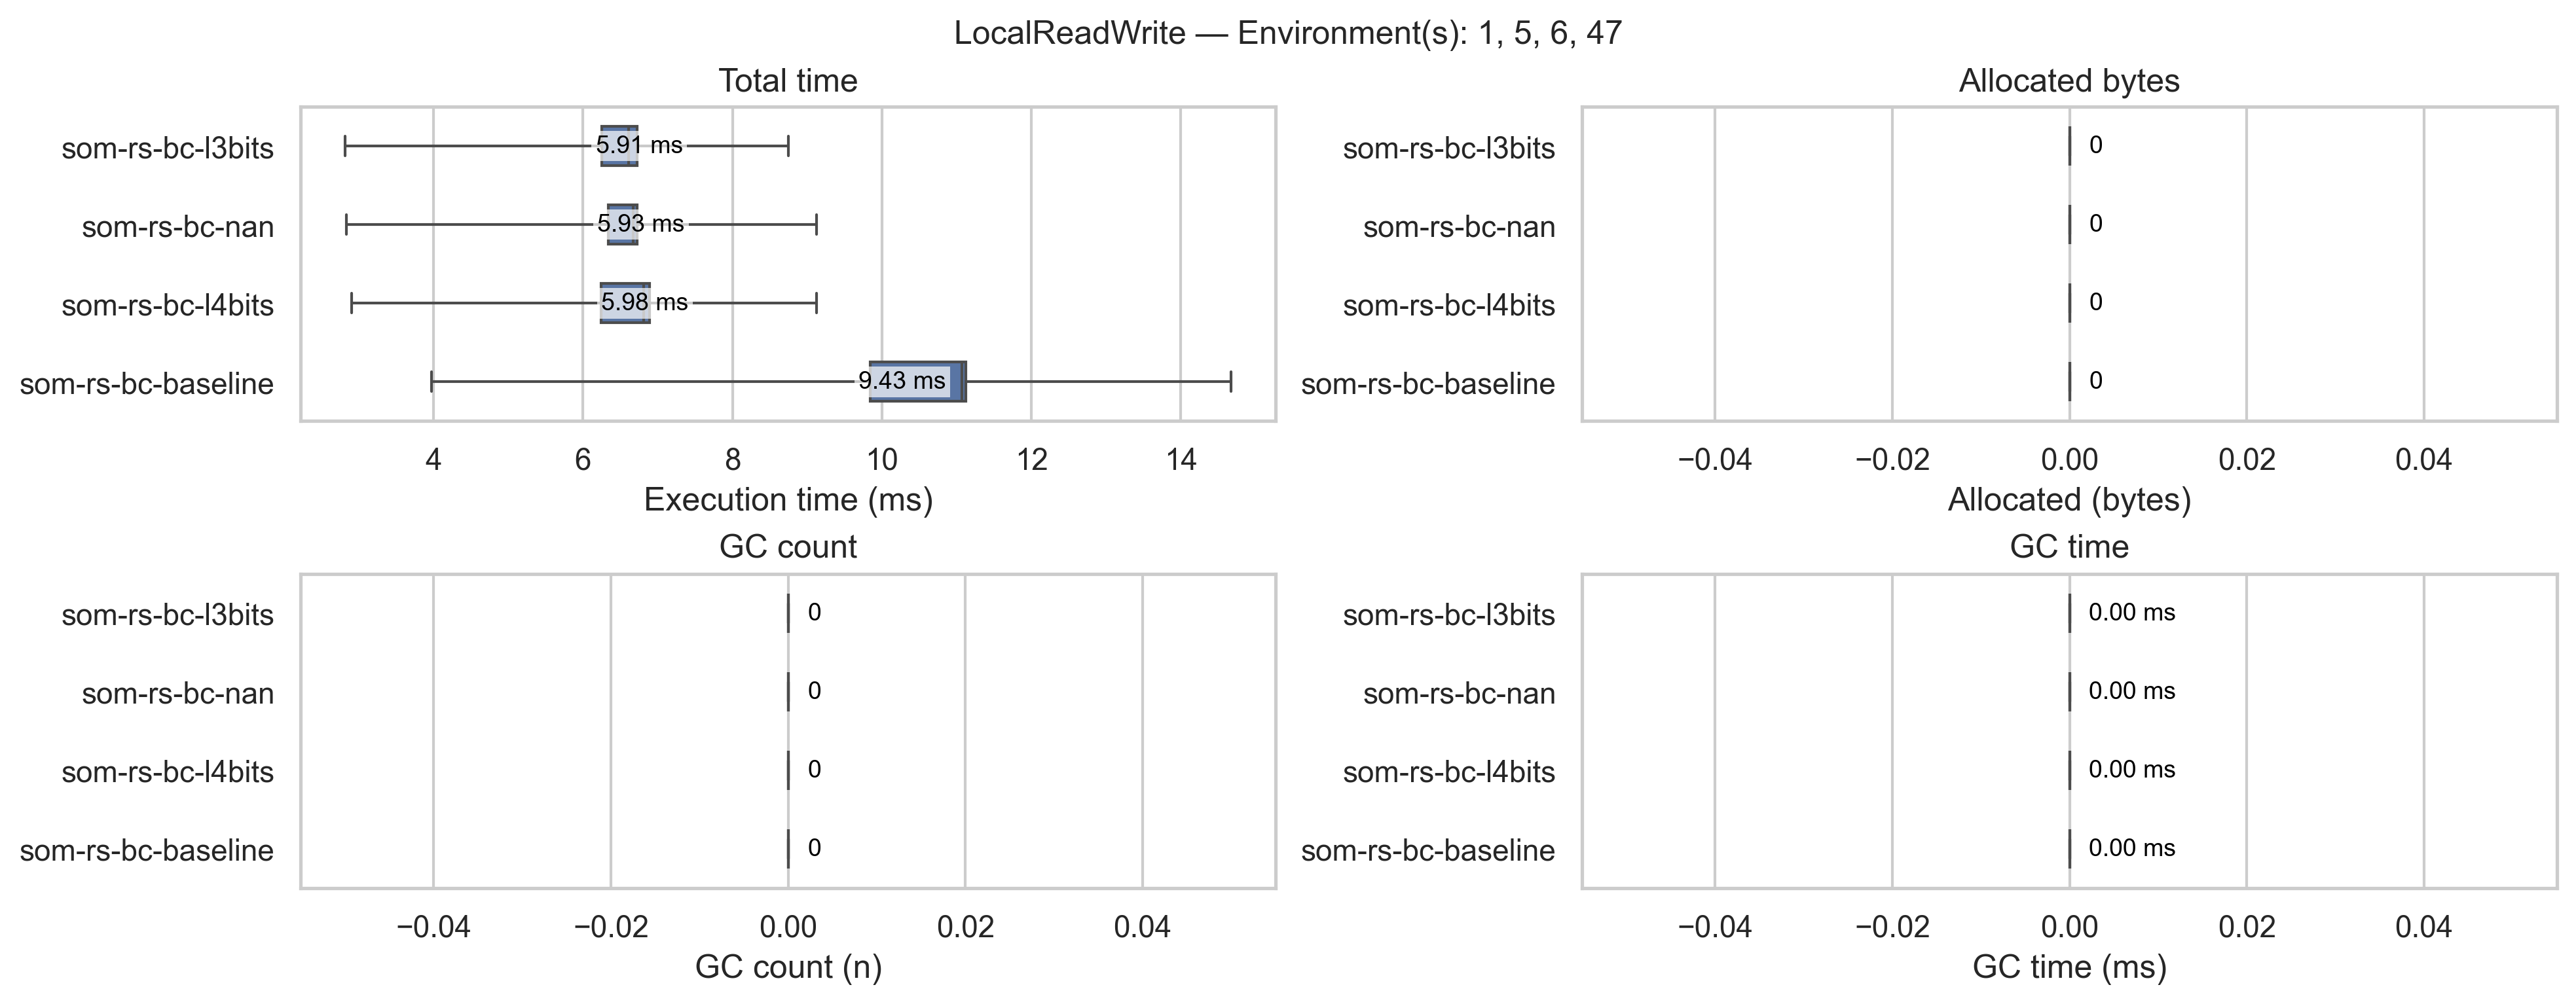 LocalReadWrite — Environment(s): 1, 5, 6, 47
Total time
som-rs-bc-l3bits
5.91 ms
som-rs-bc-nan
5.93 ms
som-rs-bc-l4bits
5.98 ms
som-rs-bc-baseline
9.43 ms
4 6 8 10 12 14
Execution time (ms)
Allocated bytes
som-rs-bc-l3bits
0
som-rs-bc-nan
0
som-rs-bc-l4bits
0
som-rs-bc-baseline
0
−0.04 −0.02 0.00 0.02 0.04
Allocated (bytes)
GC count
som-rs-bc-l3bits
0
som-rs-bc-nan
0
som-rs-bc-l4bits
0
som-rs-bc-baseline
0
−0.04 −0.02 0.00 0.02 0.04
GC count (n)
GC time
som-rs-bc-l3bits
0.00 ms
som-rs-bc-nan
0.00 ms
som-rs-bc-l4bits
0.00 ms
som-rs-bc-baseline
0.00 ms
−0.04 −0.02 0.00 0.02 0.04
GC time (ms)